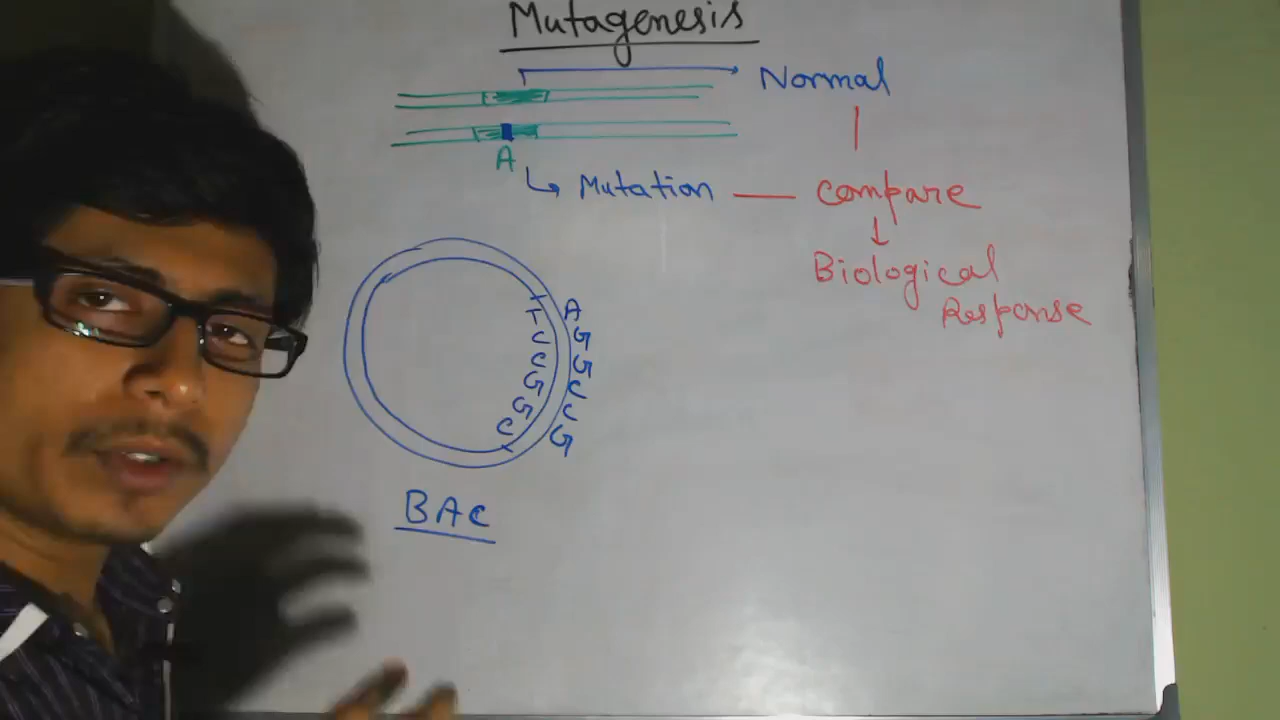 Mutagenesis
Normal
A
Mutation
compare
Biological
Response
T
C
C
G
G
C
A
G
G
C
C
G
BAC